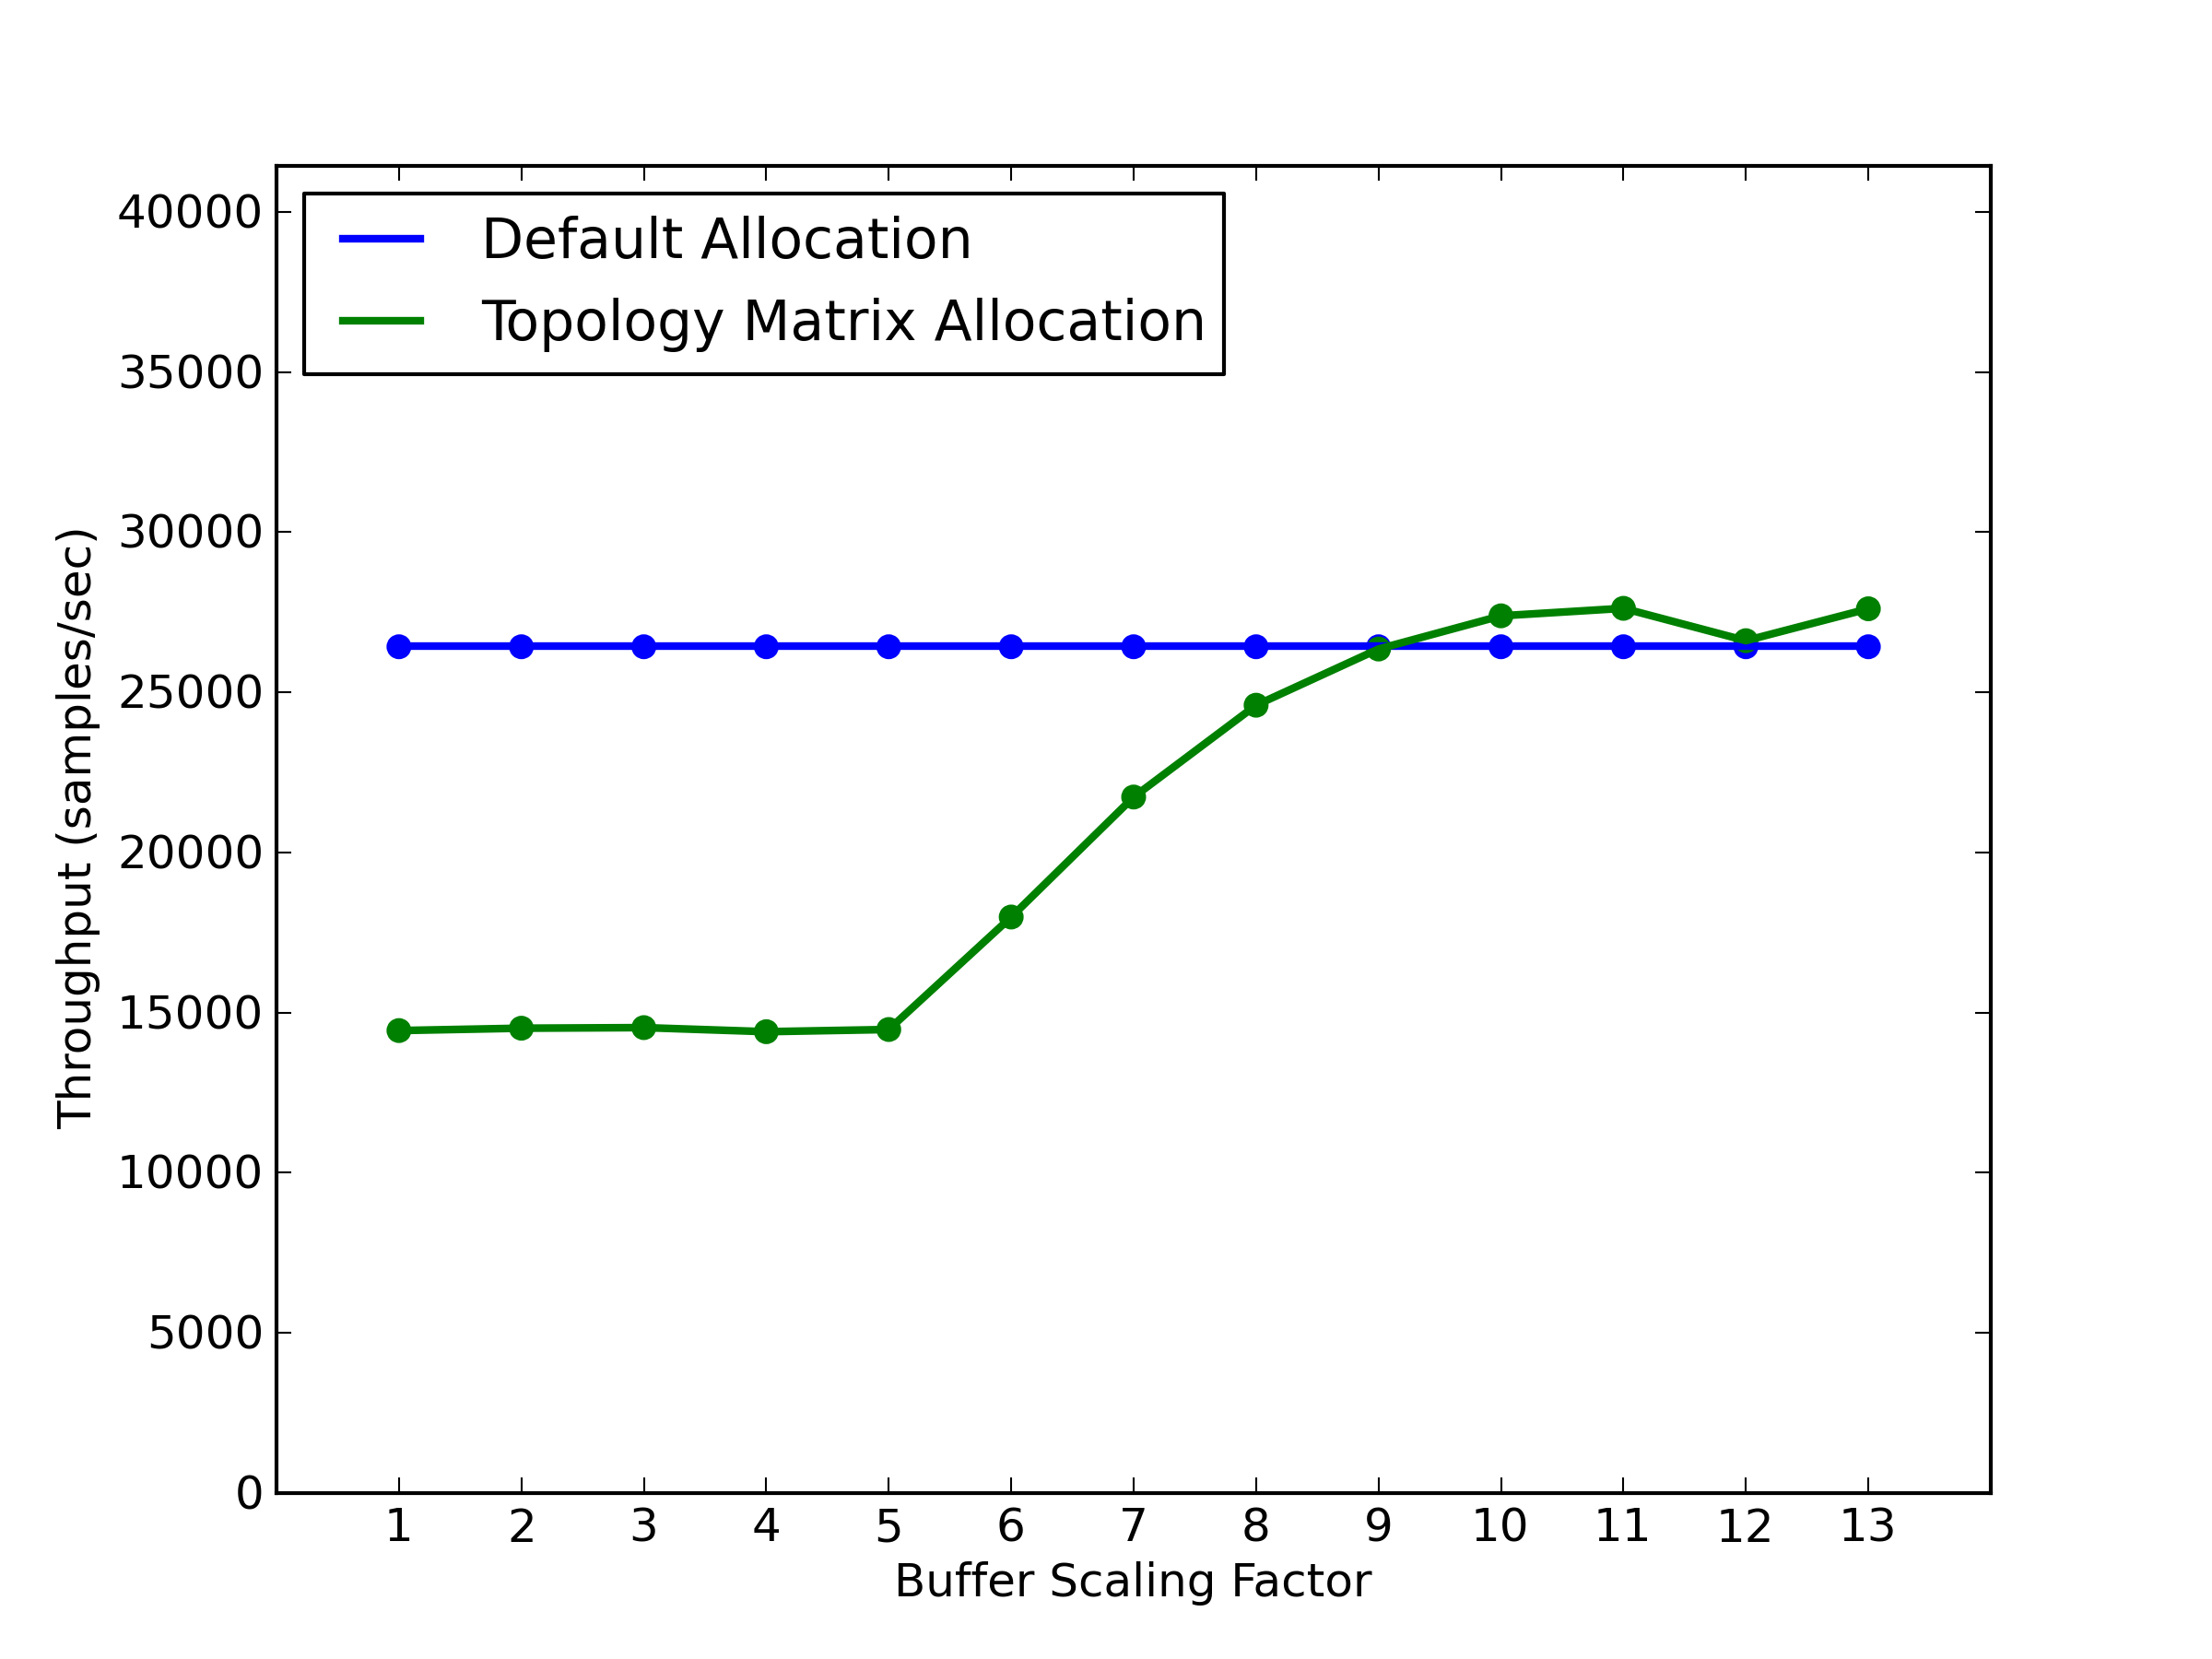 Default Allocation
Topology Matrix Allocation
40000
35000
30000
25000
20000
15000
10000
5000
0
Throughput (samples/sec)
1 2 3 4 5 6 7 8 9 10 11 12 13
Buffer Scaling Factor